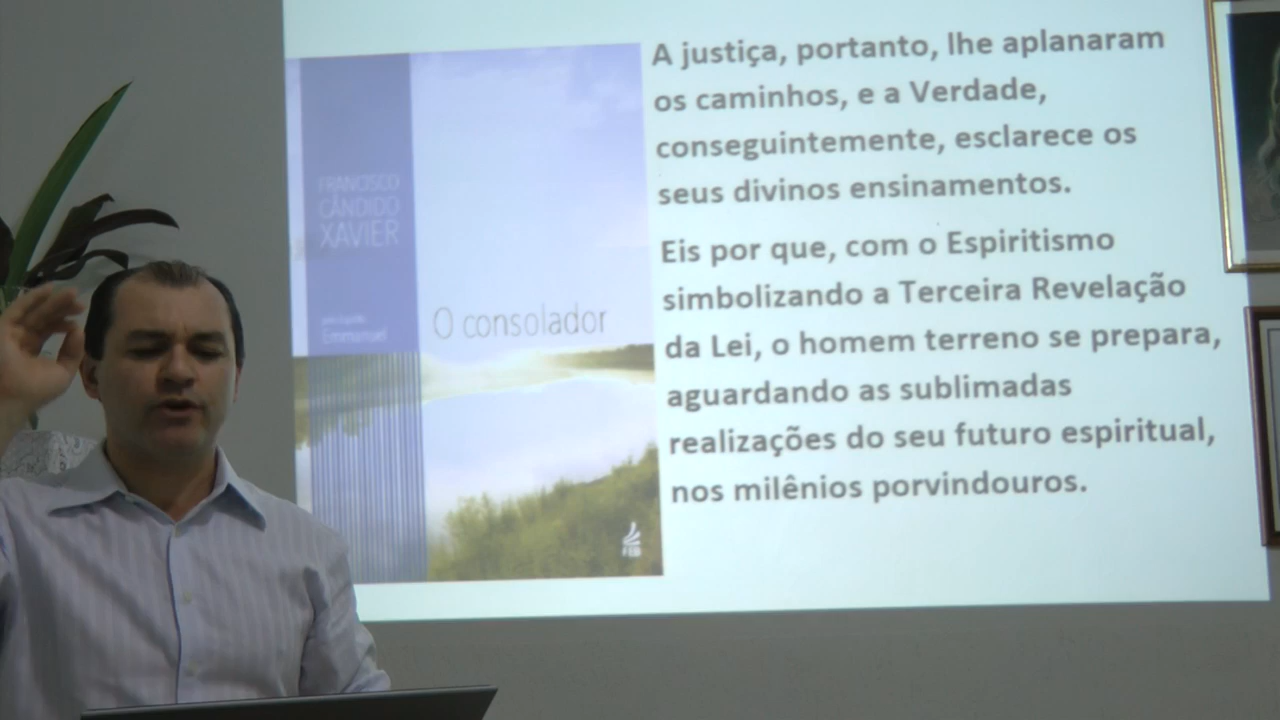 FRANCISCO
CÂNDIDO
XAVIER
Emmanuel
O consolador
FEB
A justiça, portanto, lhe aplanaram
os caminhos, e a Verdade,
conseguintemente, esclarece os
seus divinos ensinamentos.
Eis por que, com o Espiritismo
simbolizando a Terceira Revelação
da Lei, o homem terreno se prepara,
aguardando as sublimadas
realizações do seu futuro espiritual,
nos milênios porvindouros.